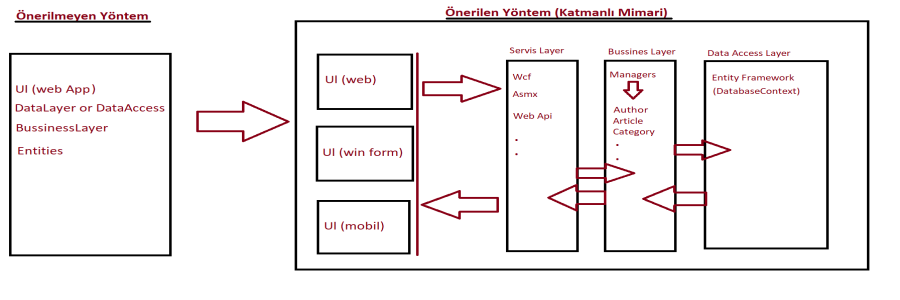 Önerilmeyen Yöntem
UI (web App)
DataLayer or DataAccess
BussinessLayer
Entities
Önerilen Yöntem (Katmanlı Mimari)
UI (web)
UI (win form)
UI (mobil)
Servis Layer
Wcf
Asmx
Web Api
.
.
Bussines Layer
Managers
Author
Article
Category
.
.
Data Access Layer
Entity Framework
(DatabaseContext)